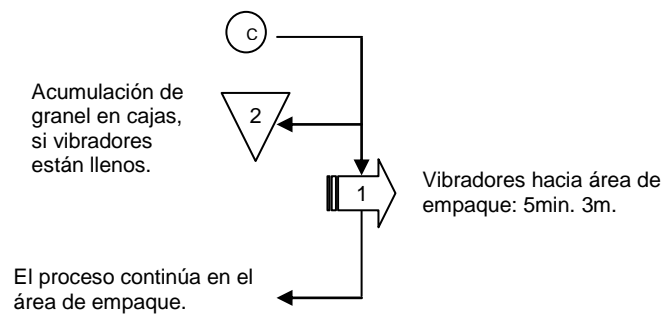 C
Acumulación de
granel en cajas,
si vibradores
están llenos.
2
1
Vibradores hacia área de
empaque: 5min. 3m.
El proceso continúa en el
área de empaque.